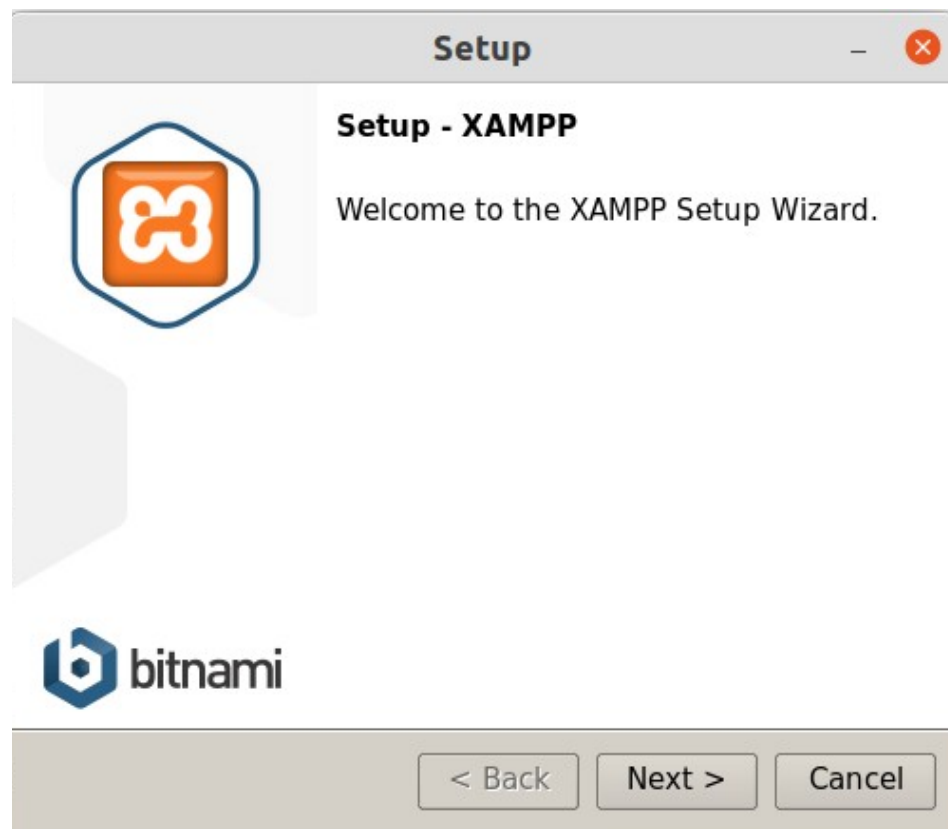 Setup
Setup - XAMPP
Welcome to the XAMPP Setup Wizard.
bitnami
< Back Next > Cancel